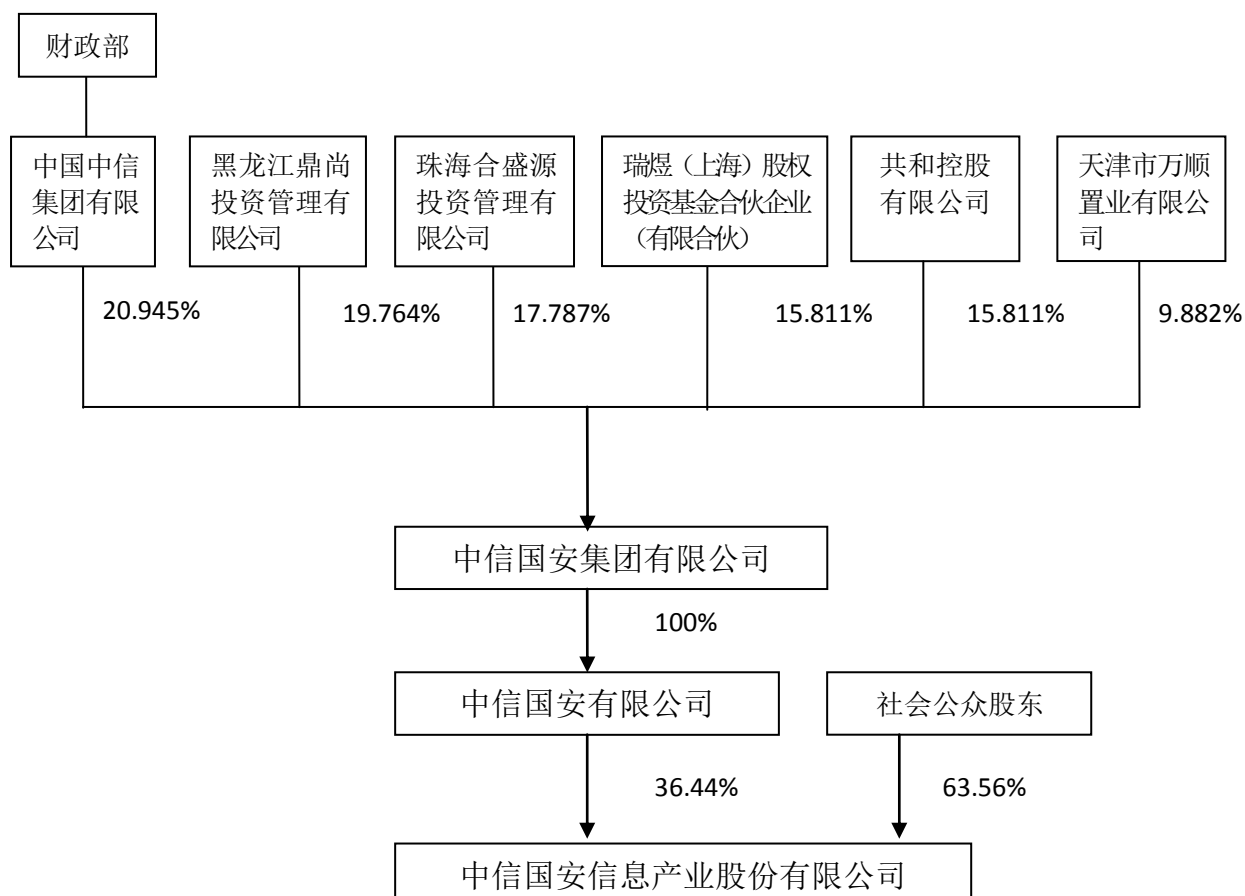 财政部
中国中信
集团有限
公司
黑龙江鼎尚
投资管理有
限公司
珠海合盛源
投资管理有
限公司
瑞煜（上海）股权
投资基金合伙企业
（有限合伙）
共和控股
有限公司
天津市万顺
置业有限公
司
20.945%
19.764%
17.787%
15.811%
15.811%
9.882%
中信国安集团有限公司
100%
中信国安有限公司
社会公众股东
36.44%
63.56%
中信国安信息产业股份有限公司